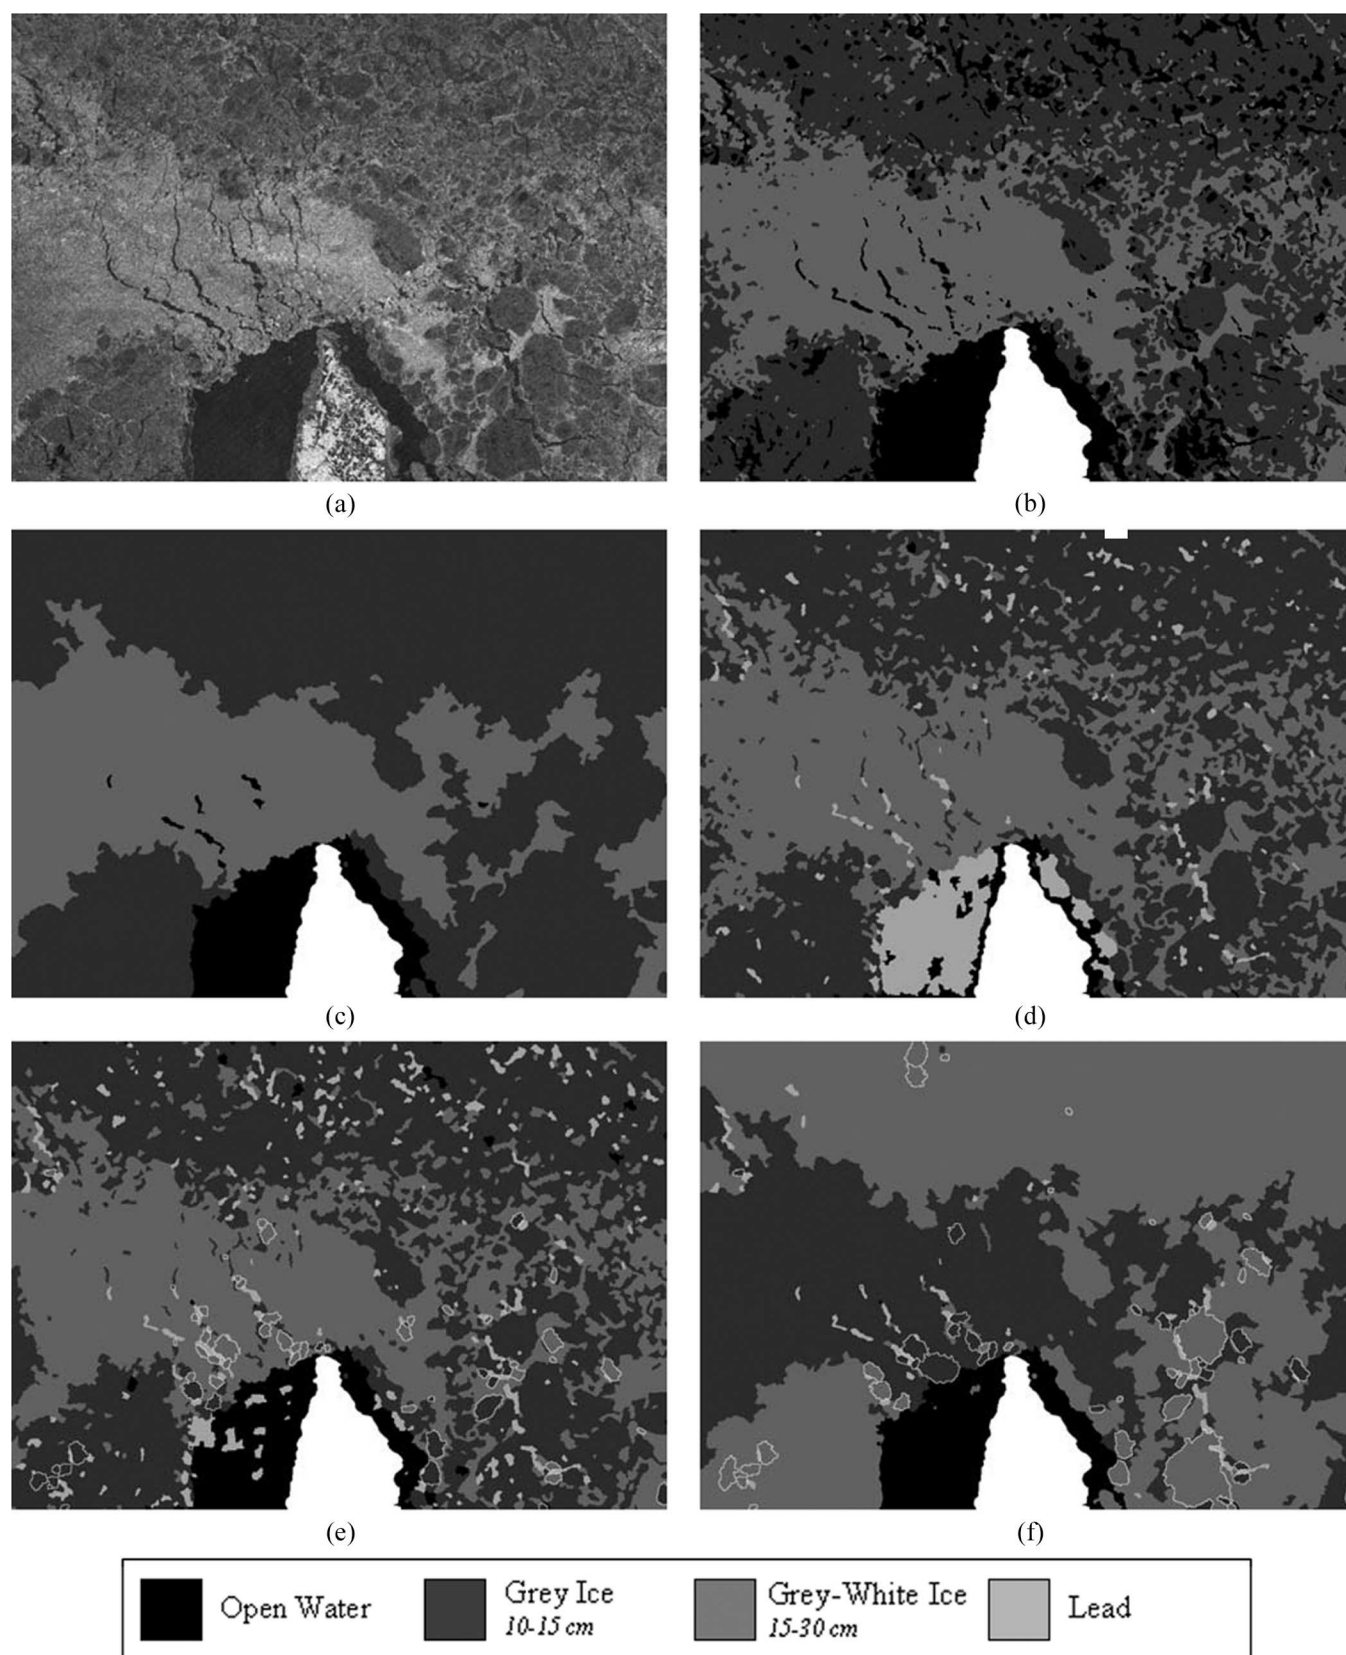 (a)
(b)
(c)
(d)
(e)
(f)
Open Water
Grey Ice
10-15 cm
Grey-White Ice
15-30 cm
Lead